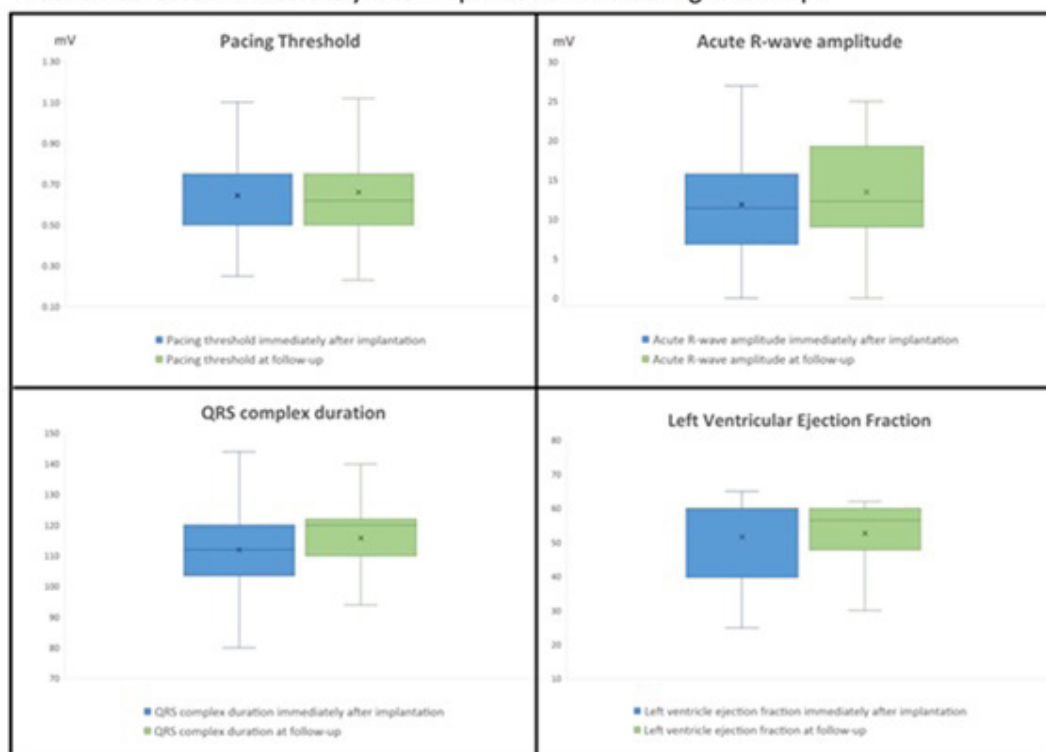 mV
Pacing Threshold
1.30
1.10
0.90
0.70
0.50
0.30
0.10
Pacing threshold immediately after implantation
Pacing threshold at follow-up
mV
Acute R-wave amplitude
30
25
20
15
10
5
0
Acute R-wave amplitude immediately after implantation
Acute R-wave amplitude at follow-up
QRS complex duration
150
140
130
120
110
100
90
80
70
QRS complex duration immediately after implantation
QRS complex duration at follow-up
Left Ventricular Ejection Fraction
80
70
60
50
40
30
20
10
Left ventricle ejection fraction immediately after implantation
Left ventricle ejection fraction at follow-up